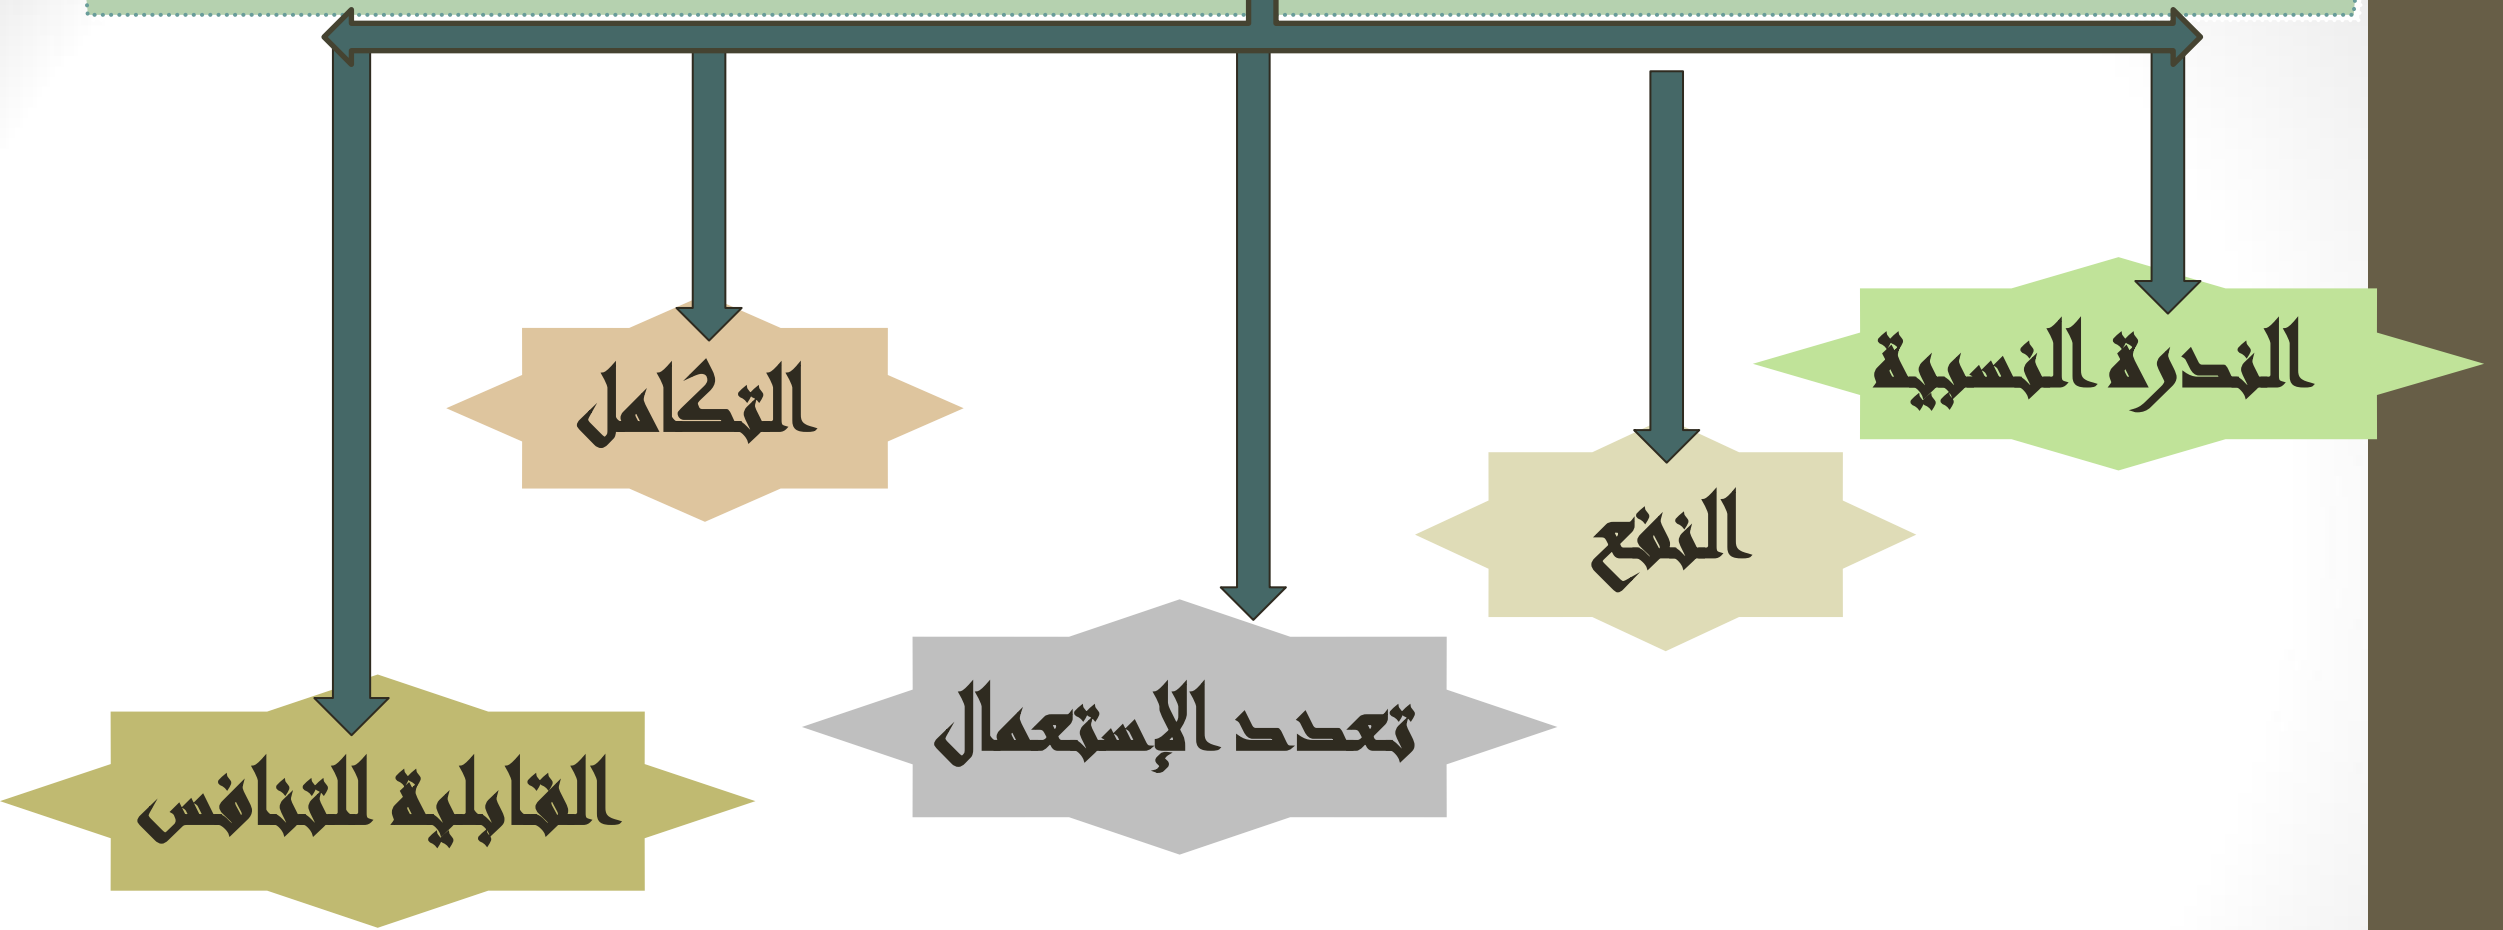 الندرة النسبية
التكامل
النفع
تعدد الإستعمال
القابلية للتنافس